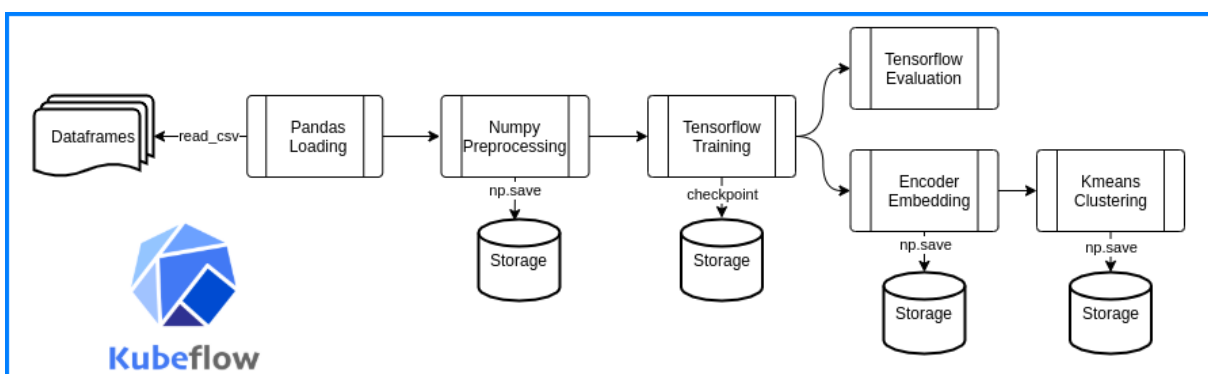 Dataframes
read_csv
Pandas
Loading
Numpy
Preprocessing
np.save
Storage
Tensorflow
Training
checkpoint
Storage
Tensorflow
Evaluation
Encoder
Embedding
np.save
Storage
Kmeans
Clustering
np.save
Storage
Kubeflow